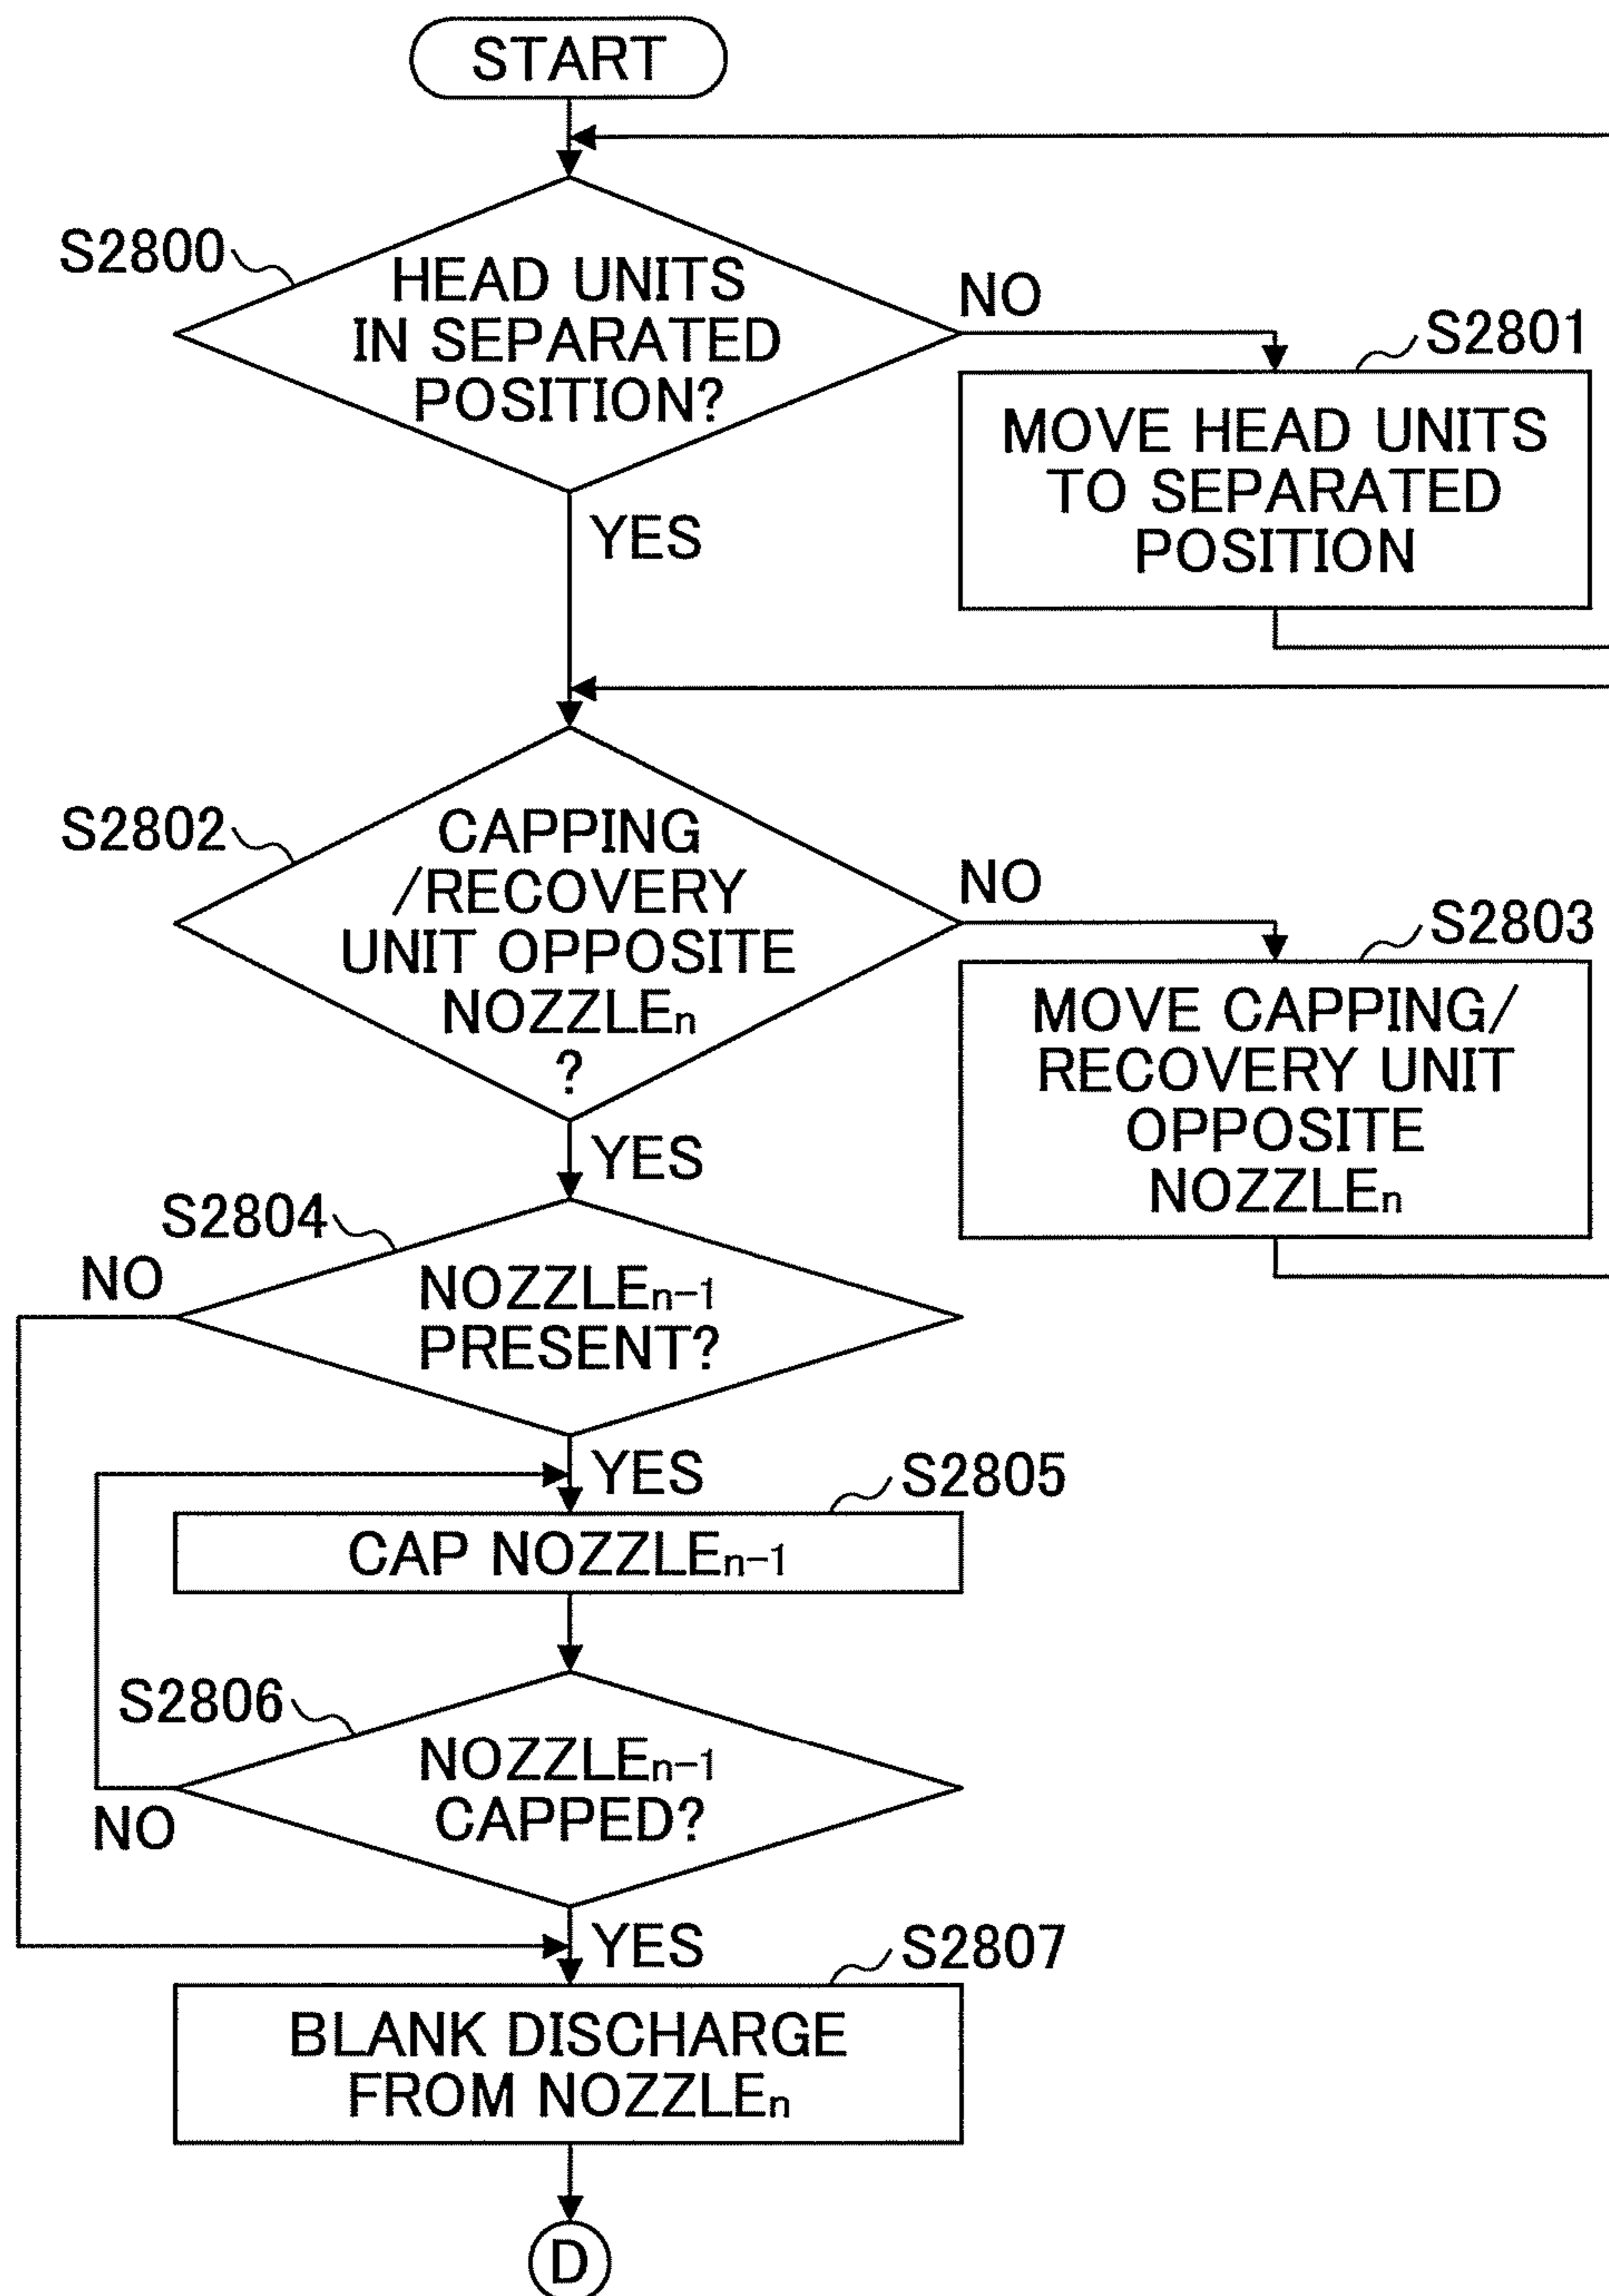 START
S2800
HEAD UNITS
IN SEPARATED
POSITION?
NO
S2801
MOVE HEAD UNITS
TO SEPARATED
POSITION
YES
S2802
CAPPING
/RECOVERY
UNIT OPPOSITE
NOZZLEn
?
NO
S2803
MOVE CAPPING/
RECOVERY UNIT
OPPOSITE
NOZZLEn
YES
S2804
NO
NOZZLEn-1
PRESENT?
YES
S2805
CAP NOZZLEn-1
S2806
NOZZLEn-1
CAPPED?
NO
YES
S2807
BLANK DISCHARGE
FROM NOZZLEn
D